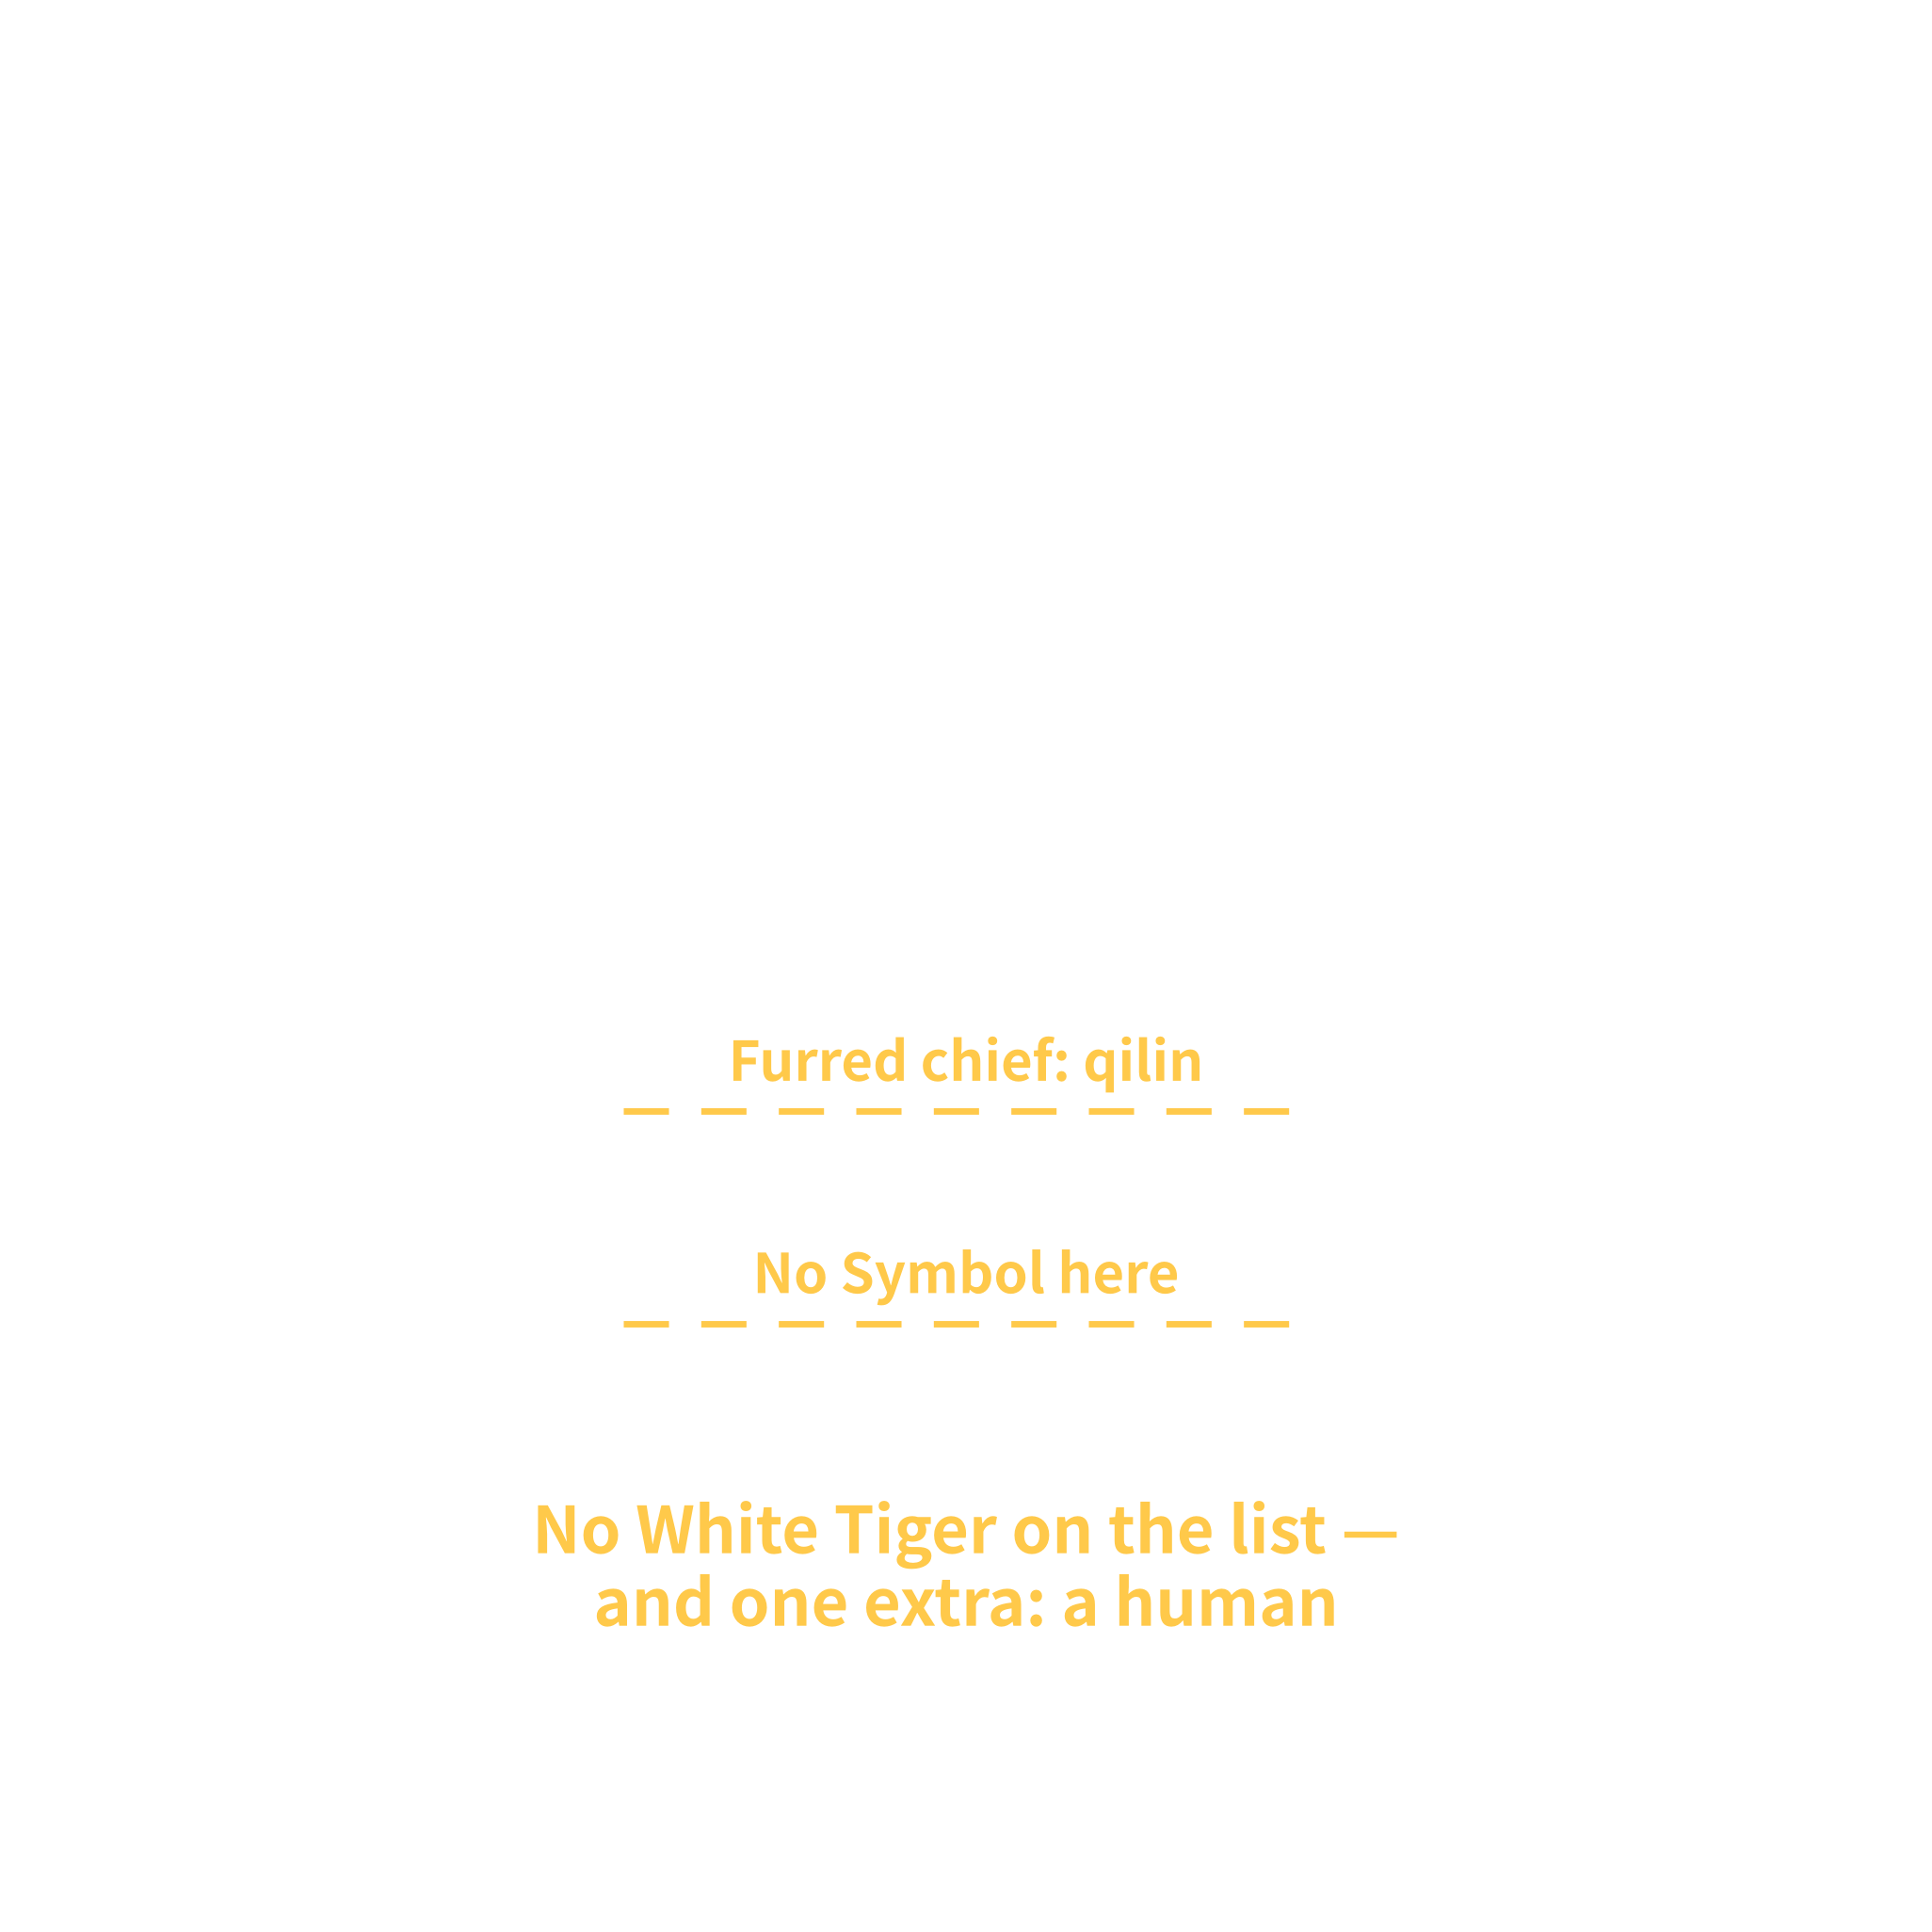 Furred chief: qilin
No Symbol here
No White Tiger on the list —
and one extra: a human